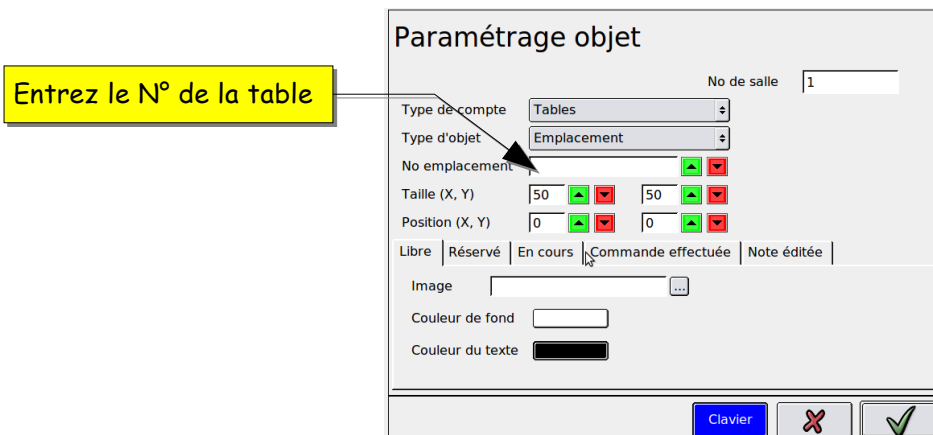 Paramétrage objet
Entrez le N° de la table
No de salle 1
Type de compte Tables
Type d'objet Emplacement
No emplacement
Taille (X, Y) 50 50
Position (X, Y) 0 0
Libre Réservé En cours Commande effectuée Note éditée
Image ...
Couleur de fond
Couleur du texte
Clavier